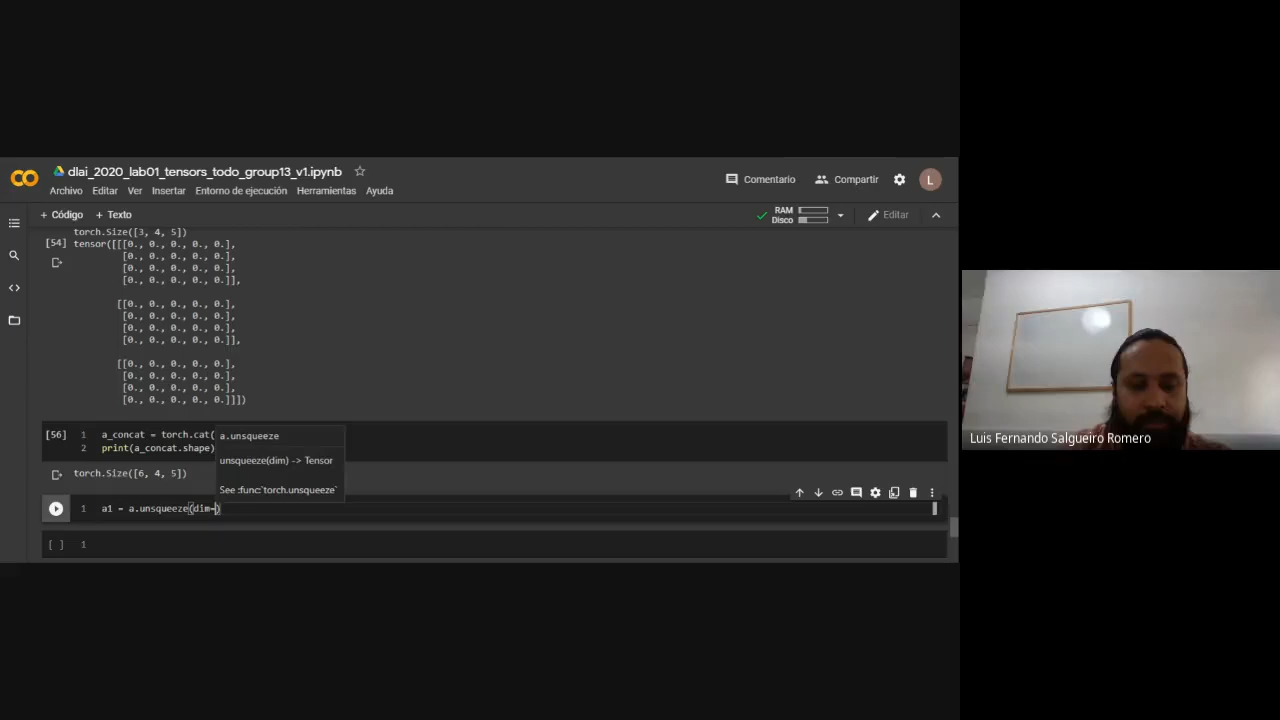 dlai_2020_lab01_tensors_todo_group13_v1.ipynb
Archivo Editar Ver Insertar Entorno de ejecución Herramientas Ayuda
Comentario Compartir L
+ Código + Texto
RAM
Disco
Editar
torch.Size([3, 4, 5])
[54] tensor([[[0., 0., 0., 0., 0.],
[0., 0., 0., 0., 0.],
[0., 0., 0., 0., 0.],
[0., 0., 0., 0., 0.]],
[[0., 0., 0., 0., 0.],
[0., 0., 0., 0., 0.],
[0., 0., 0., 0., 0.],
[0., 0., 0., 0., 0.]],
[[0., 0., 0., 0., 0.],
[0., 0., 0., 0., 0.],
[0., 0., 0., 0., 0.],
[0., 0., 0., 0., 0.]]])
[56] 1 a_concat = torch.cat(
2 print(a_concat.shape)
a.unsqueeze
unsqueeze(dim) -> Tensor
See :func:`torch.unsqueeze`
torch.Size([6, 4, 5])
1 a1 = a.unsqueeze(dim=)
[ ] 1
Luis Fernando Salgueiro Romero